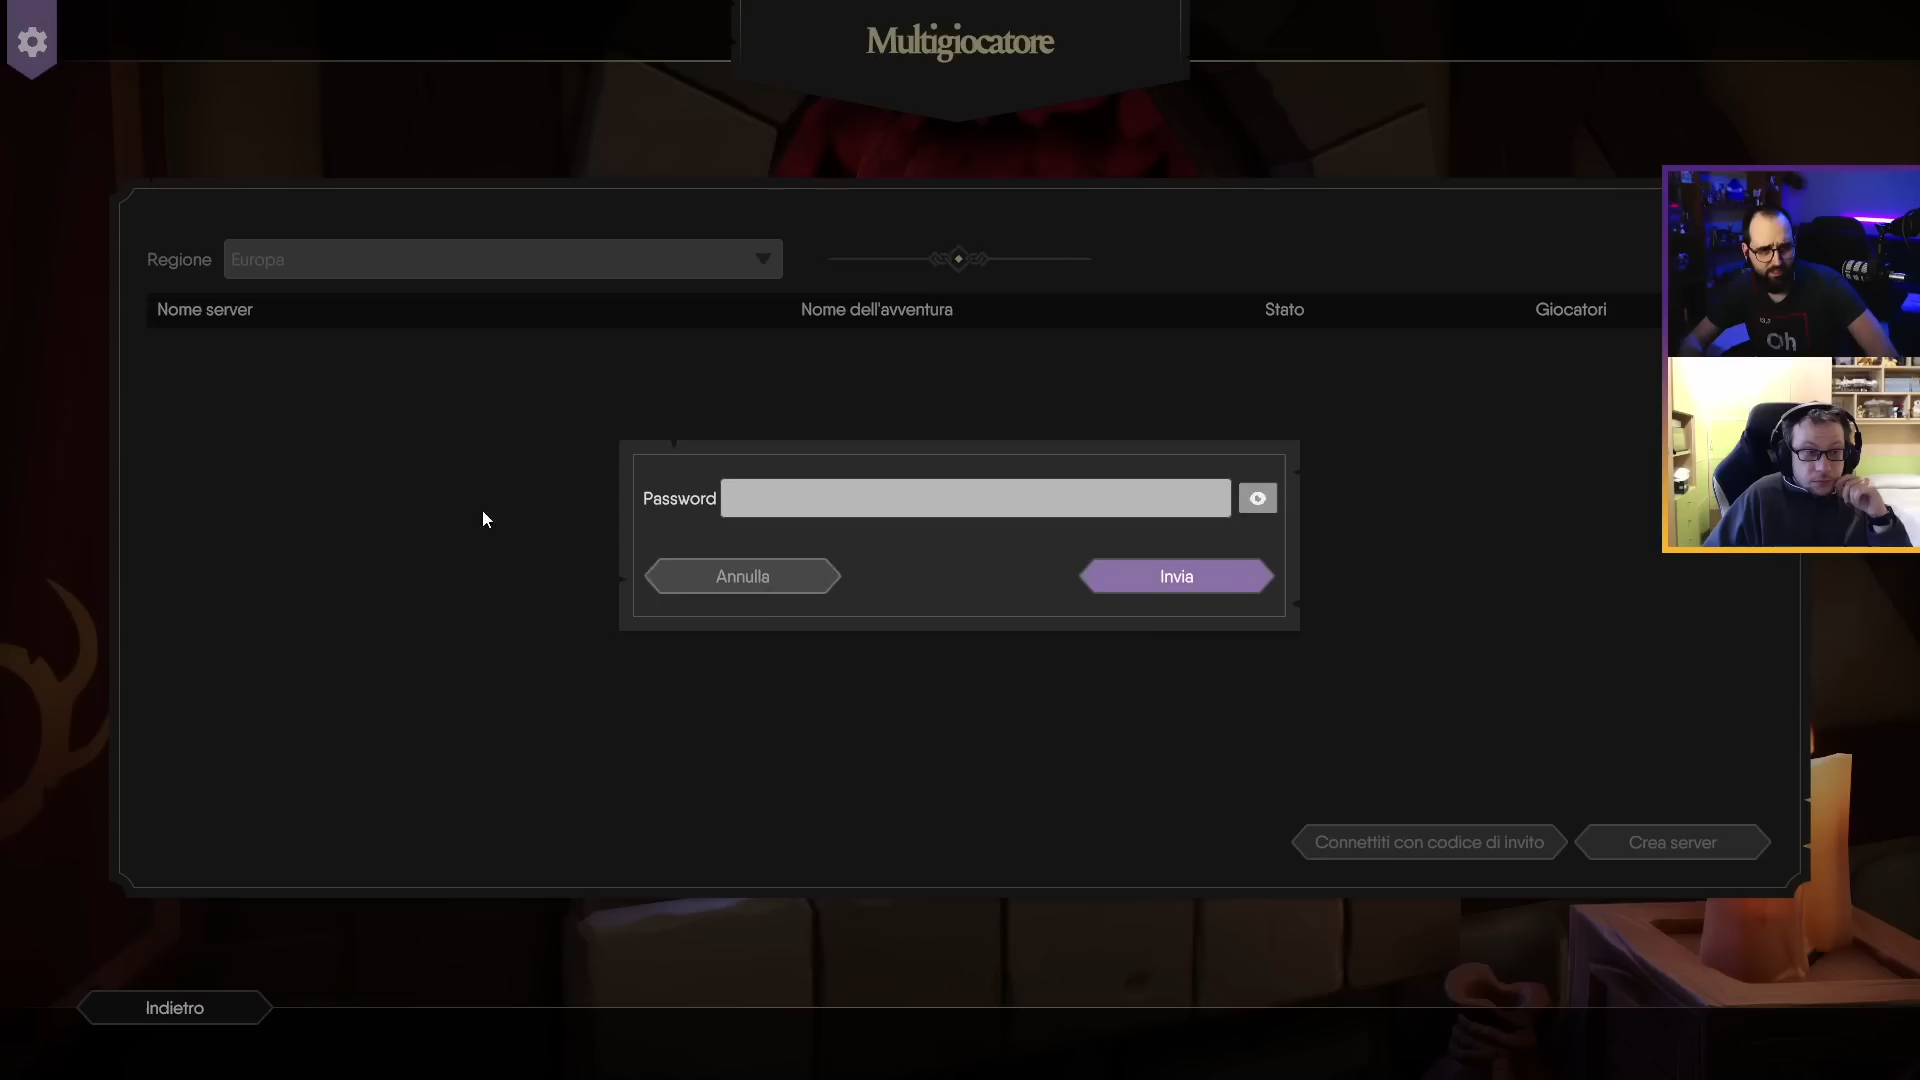 Multigiocatore
Regione Europa
Nome server Nome dell'avventura Stato Giocatori
Password
Annulla Invia
Connettiti con codice di invito Crea server
Indietro
Oh